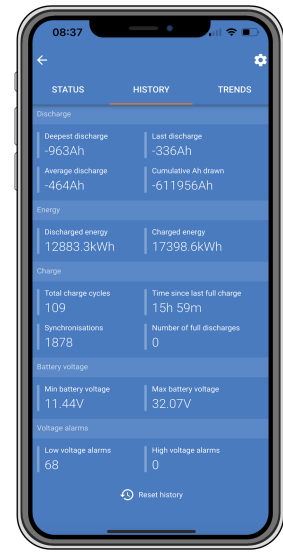 08:37
STATUS HISTORY TRENDS
Discharge
Deepest discharge Last discharge
-963Ah -336Ah
Average discharge Cumulative Ah drawn
-464Ah -611956Ah
Energy
Discharged energy Charged energy
12883.3kWh 17398.6kWh
Charge
Total charge cycles Time since last full charge
109 15h 59m
Synchronisations Number of full discharges
1878 0
Battery voltage
Min battery voltage Max battery voltage
11.44V 32.07V
Voltage alarms
Low voltage alarms High voltage alarms
68 0
Reset history